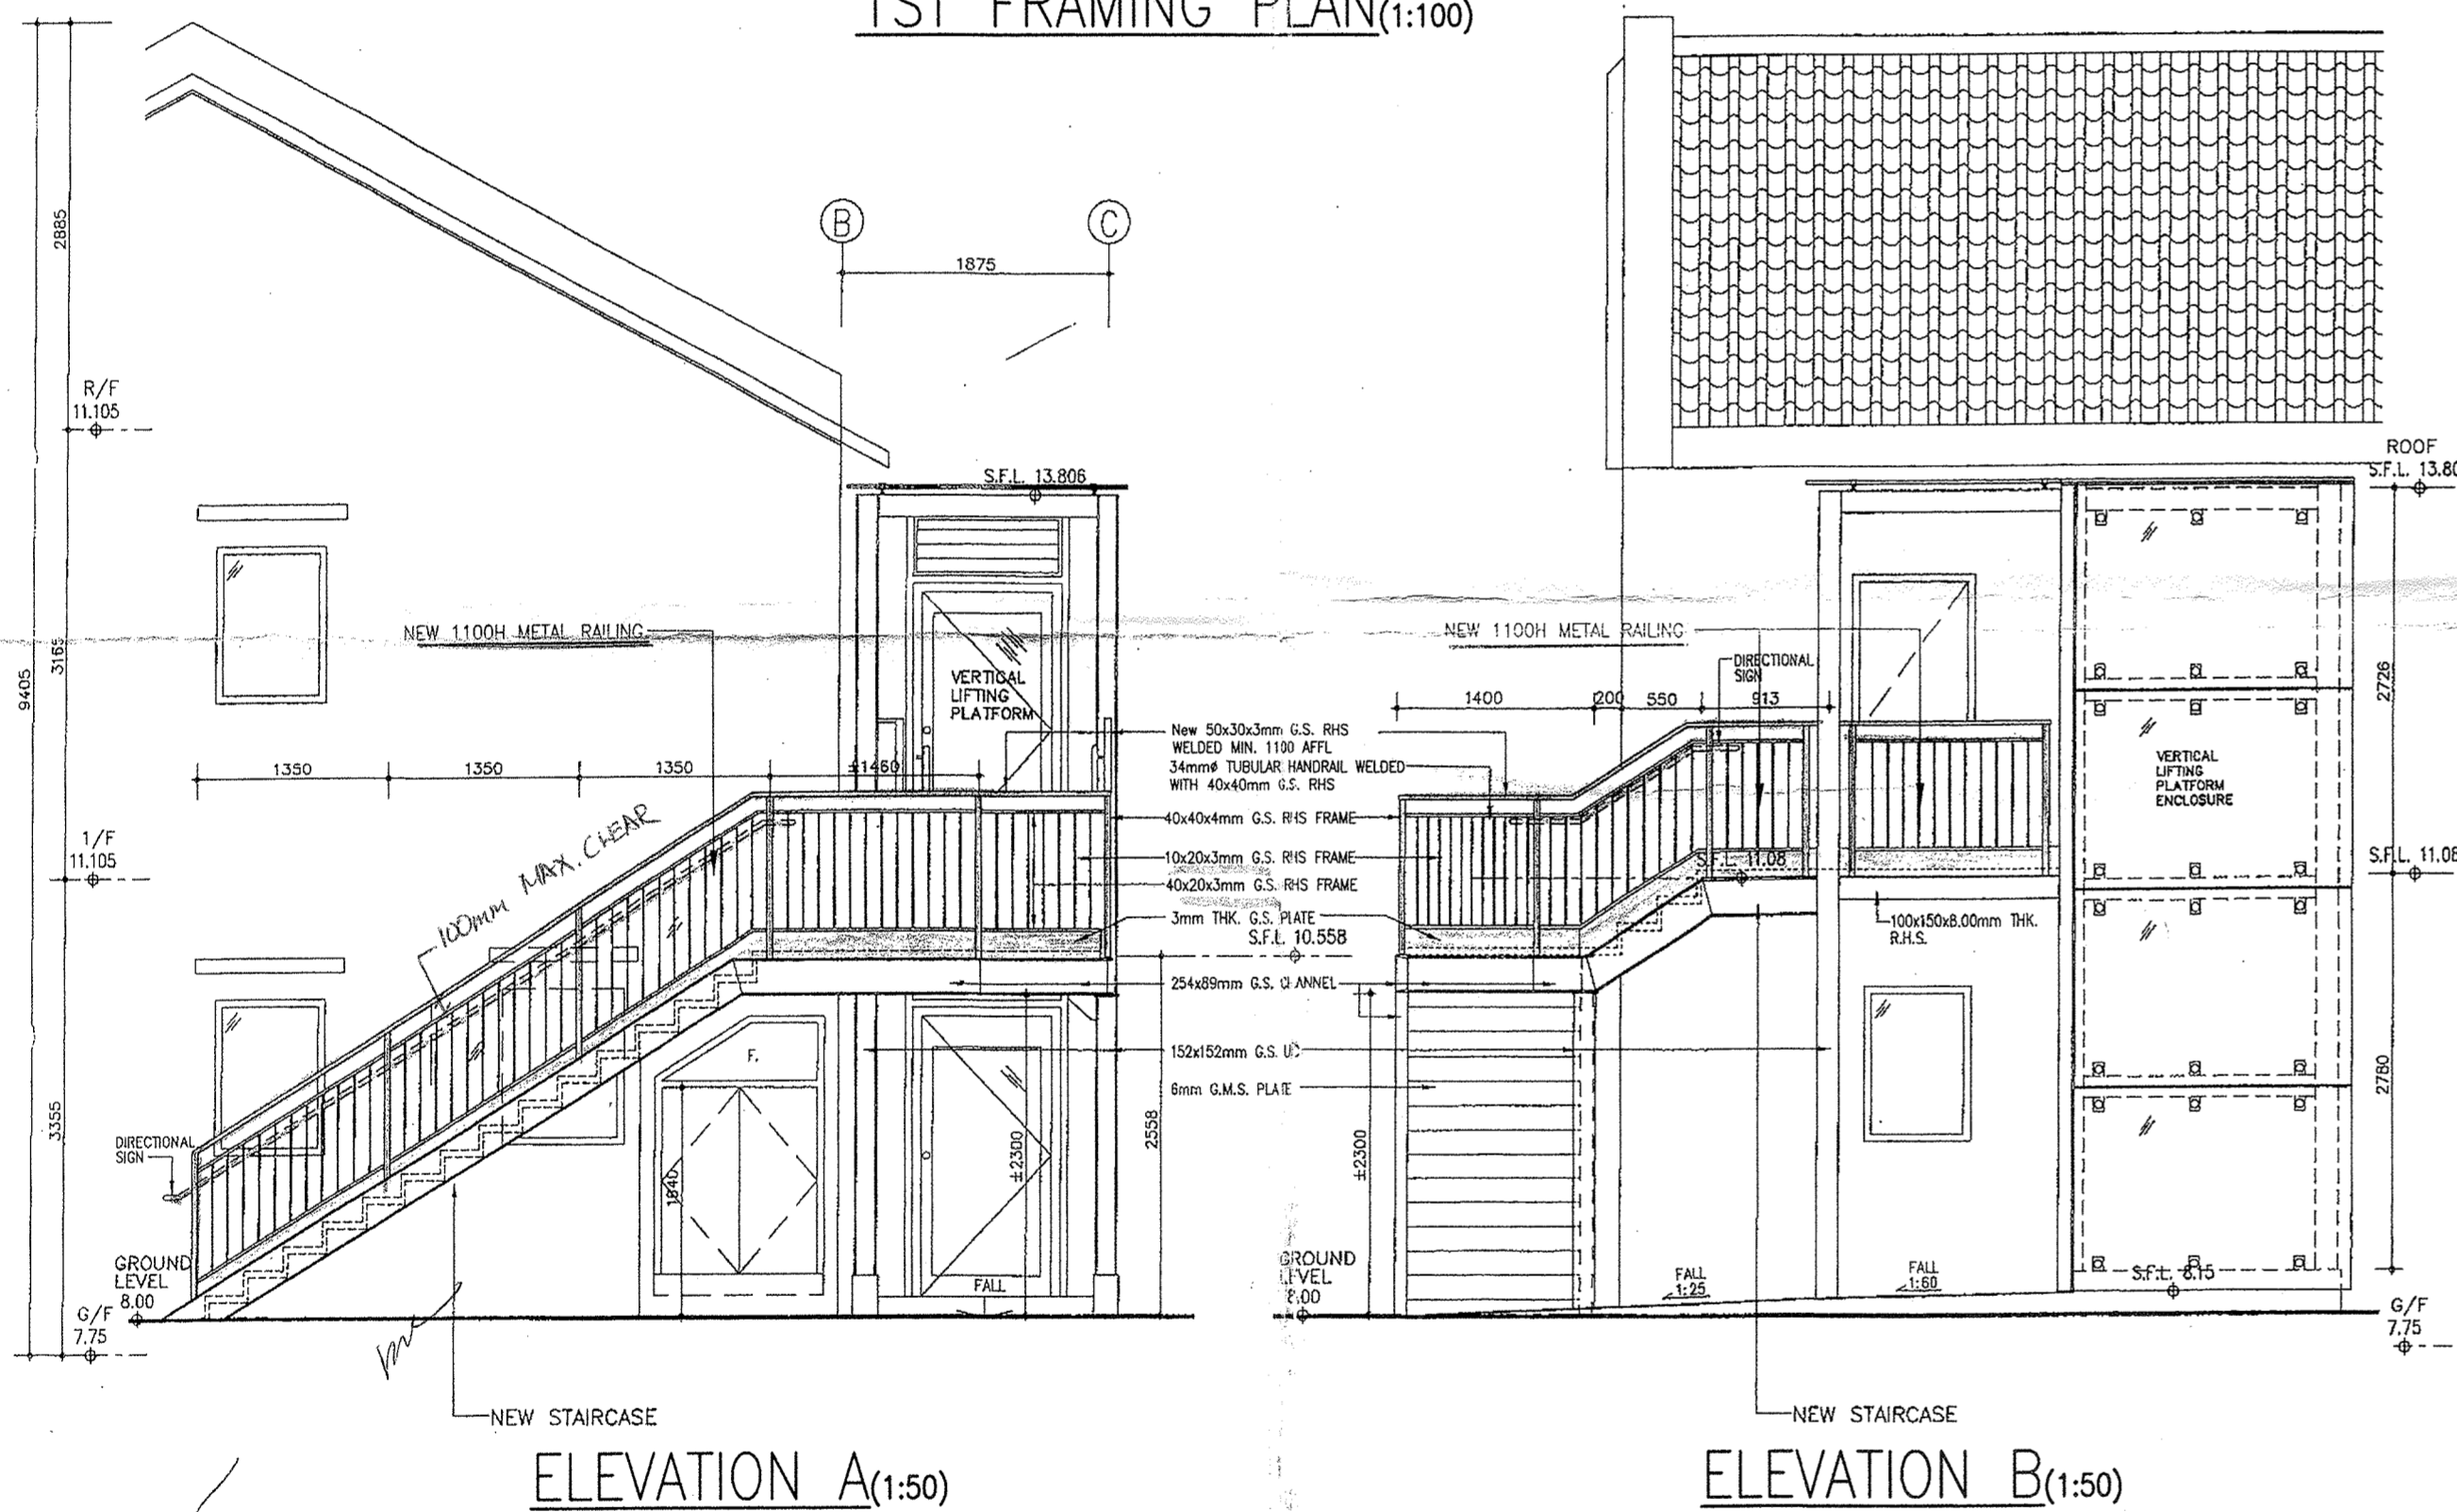 1ST FRAMING PLAN(1:100)
B
C
1875
2885
R/F
11.105
9405
3165
1/F
11.105
3355
S.F.L. 13.806
NEW 1100H METAL RAILING
VERTICAL
LIFTING
PLATFORM
1350
1350
1350
±1460
100mm MAX. CLEAR
DIRECTIONAL
SIGN
GROUND
LEVEL
8.00
G/F
7.75
F.
1840
FALL
±2300
2558
NEW STAIRCASE
ELEVATION A(1:50)
New 50x30x3mm G.S. RHS
WELDED MIN. 1100 AFFL
34mmø TUBULAR HANDRAIL WELDED
WITH 40x40mm G.S. RHS
40x40x4mm G.S. RHS FRAME
10x20x3mm G.S. RHS FRAME
40x20x3mm G.S. RHS FRAME
3mm THK. G.S. PLATE
S.F.L. 10.558
254x89mm G.S. CHANNEL
152x152mm G.S. UC
6mm G.M.S. PLATE
NEW 1100H METAL RAILING
DIRECTIONAL
SIGN
1400
200
550
913
ROOF
S.F.L. 13.80
2726
VERTICAL
LIFTING
PLATFORM
ENCLOSURE
S.F.L. 11.08
S.F.L. 11.08
100x150x8.00mm THK.
R.H.S.
2780
±2300
GROUND
LEVEL
8.00
FALL
1:25
FALL
1:60
S.F.L. 8.15
G/F
7.75
NEW STAIRCASE
ELEVATION B(1:50)